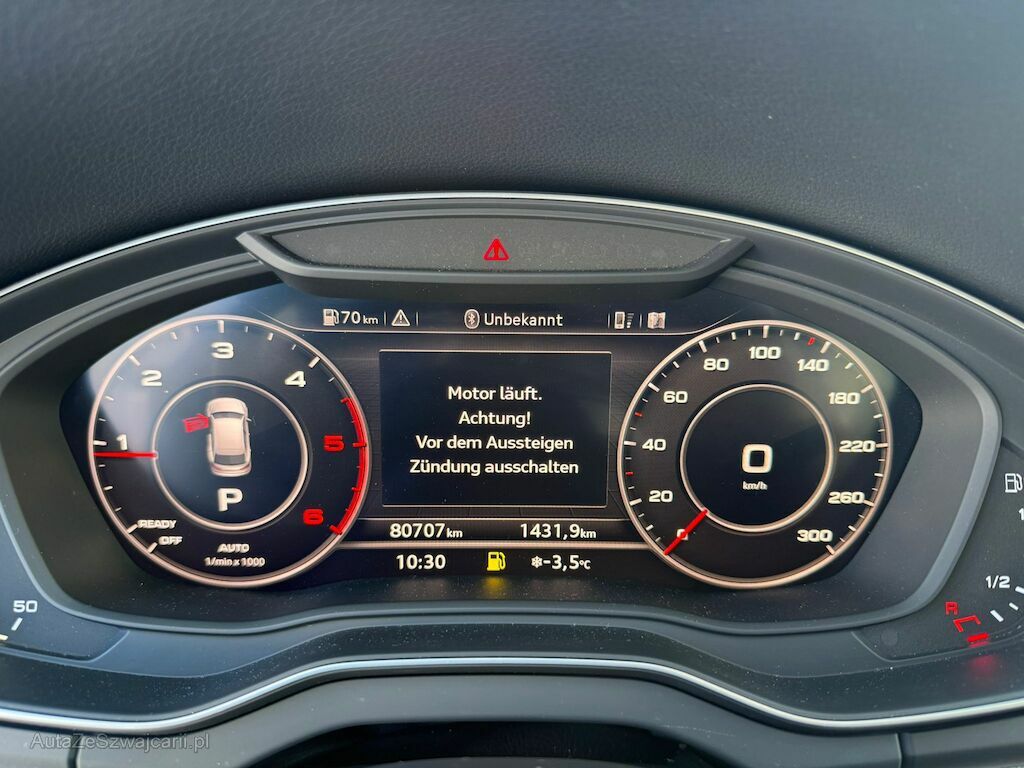 70 km
Unbekannt
Motor läuft.
Achtung!
Vor dem Aussteigen
Zündung ausschalten
1
2
3
4
5
6
READY
OFF
P
AUTO
1/min x 1000
0
20
40
60
80
100
140
180
220
260
300
0
km/h
80707 km
1431,9 km
10:30
-3,5°C
50
1/2
R
AutaZeSzwajcarii.pl